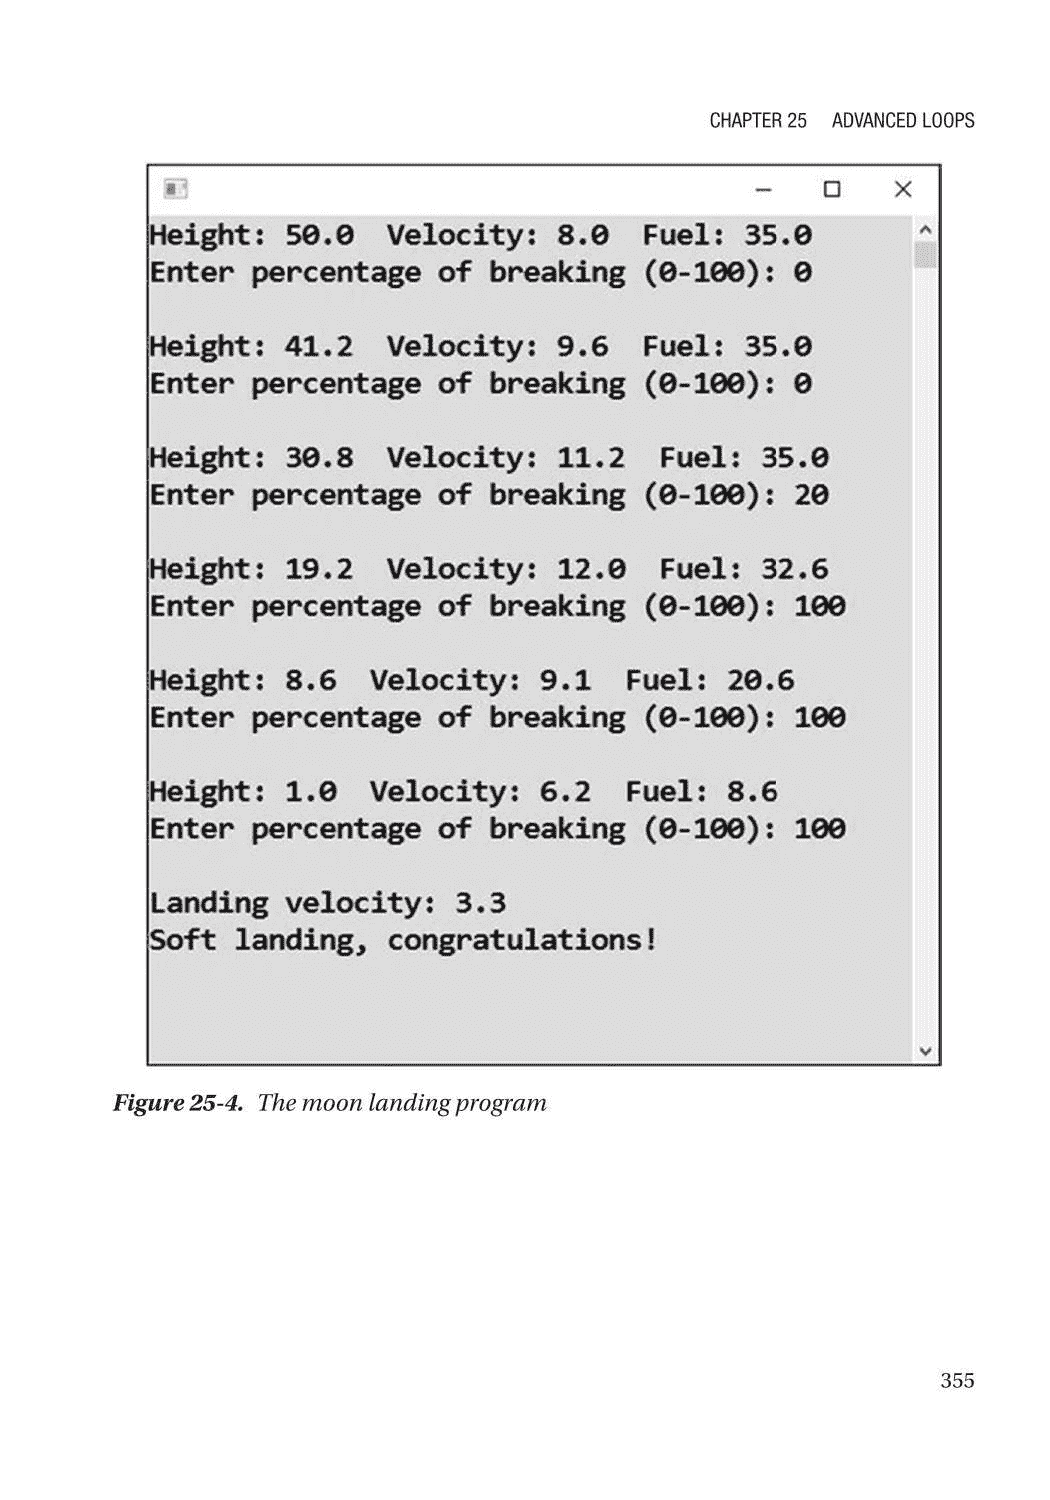 CHAPTER 25 ADVANCED LOOPS
Height: 50.0 Velocity: 8.0 Fuel: 35.0
Enter percentage of breaking (0-100): 0
Height: 41.2 Velocity: 9.6 Fuel: 35.0
Enter percentage of breaking (0-100): 0
Height: 30.8 Velocity: 11.2 Fuel: 35.0
Enter percentage of breaking (0-100): 20
Height: 19.2 Velocity: 12.0 Fuel: 32.6
Enter percentage of breaking (0-100): 100
Height: 8.6 Velocity: 9.1 Fuel: 20.6
Enter percentage of breaking (0-100): 100
Height: 1.0 Velocity: 6.2 Fuel: 8.6
Enter percentage of breaking (0-100): 100
Landing velocity: 3.3
Soft landing, congratulations!
Figure 25-4. The moon landing program
355